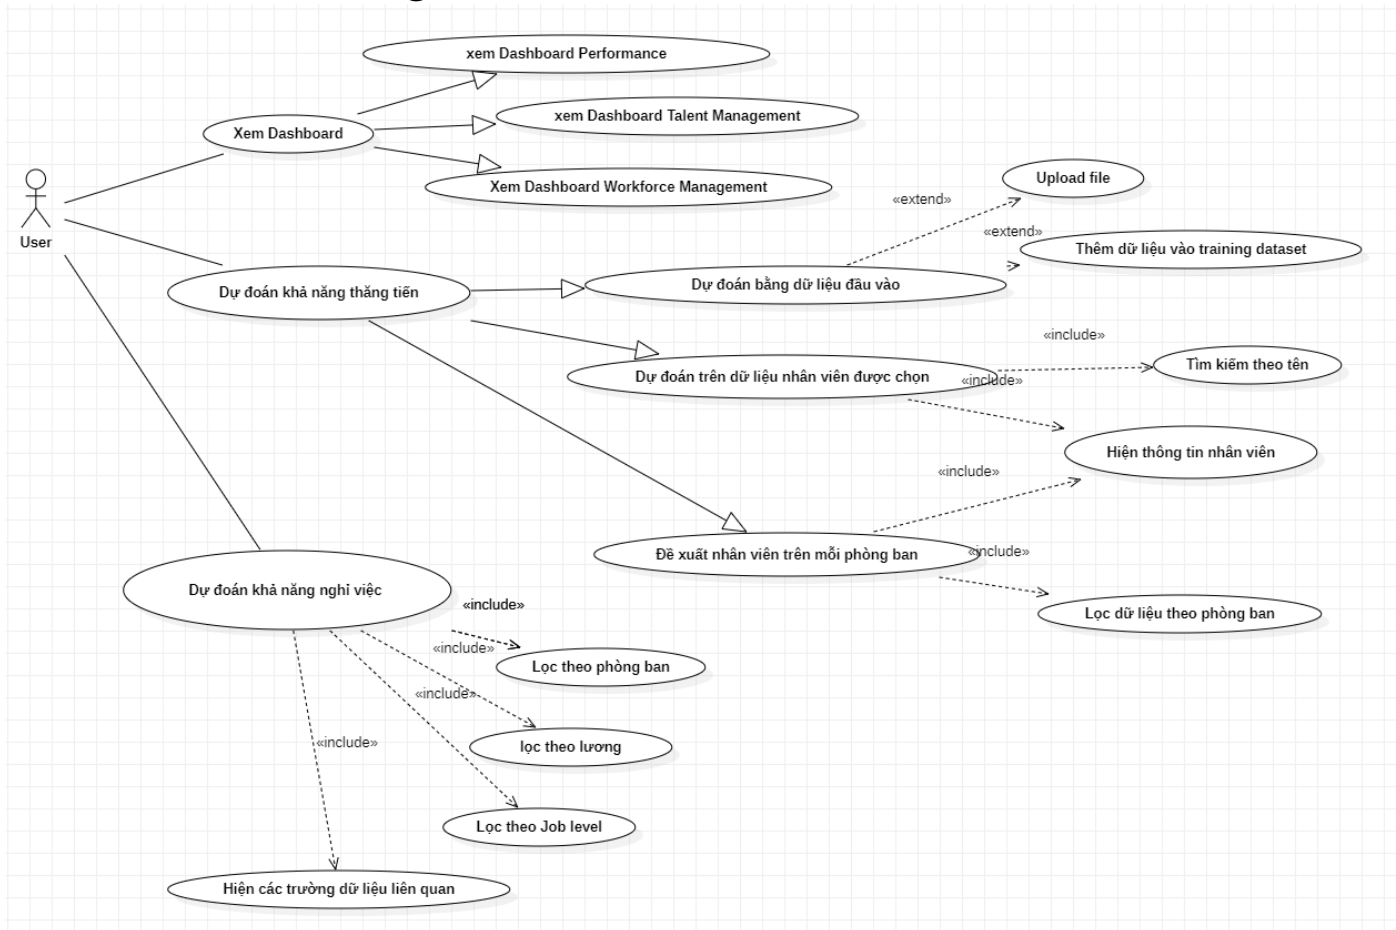 xem Dashboard Performance
xem Dashboard Talent Management
Xem Dashboard
Xem Dashboard Workforce Management
User
Upload file
«extend»
«extend»
Thêm dữ liệu vào training dataset
Dự đoán khả năng thăng tiến
Dự đoán bằng dữ liệu đầu vào
«include»
Tìm kiếm theo tên
Dự đoán trên dữ liệu nhân viên được chọn
«include»
Hiện thông tin nhân viên
«include»
Đề xuất nhân viên trên mỗi phòng ban
«include»
Lọc dữ liệu theo phòng ban
Dự đoán khả năng nghỉ việc
«include»
«include»
Lọc theo phòng ban
«include»
lọc theo lương
«include»
Lọc theo Job level
Hiện các trường dữ liệu liên quan